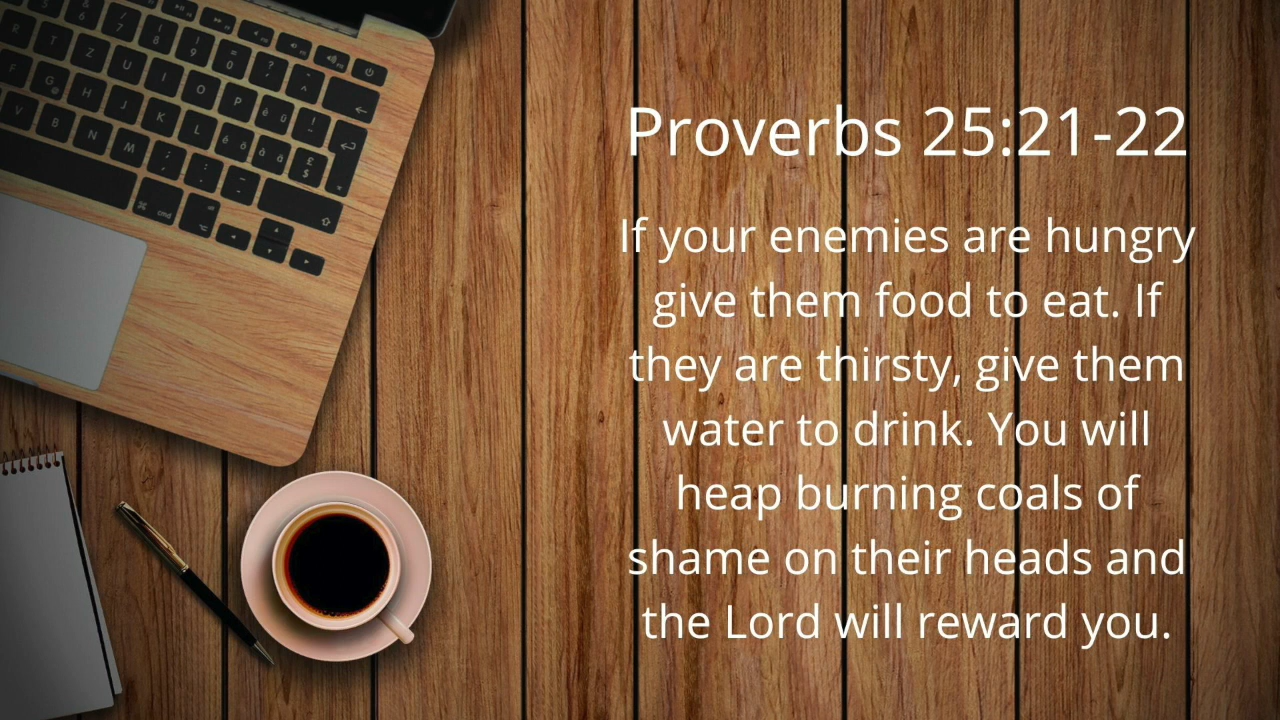 Proverbs 25:21-22
If your enemies are hungry
give them food to eat. If
they are thirsty, give them
water to drink. You will
heap burning coals of
shame on their heads and
the Lord will reward you.